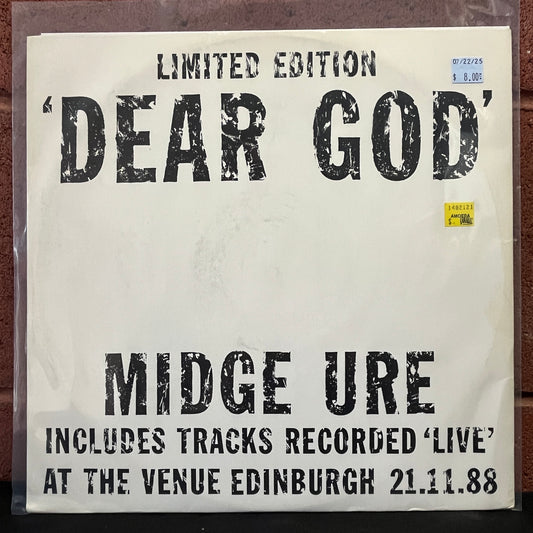 LIMITED EDITION
07/22/25
$ 8.00
'DEAR GOD'
1492121
AMOEBA
MIDGE URE
INCLUDES TRACKS RECORDED 'LIVE'
AT THE VENUE EDINBURGH 21.11.88